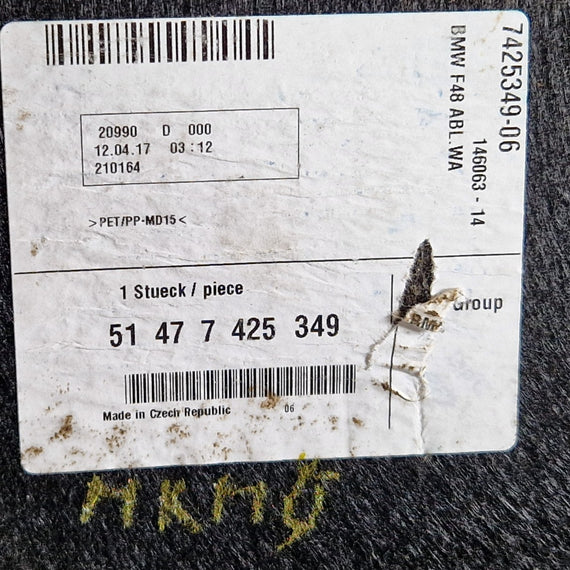 20990 D 000
12.04.17 03:12
210164
>PET/PP-MD15<
7425349-06
BMW F48 ABL.WA
146063 - 14
1 Stueck / piece
51 47 7 425 349
BMW Group
Made in Czech Republic 06